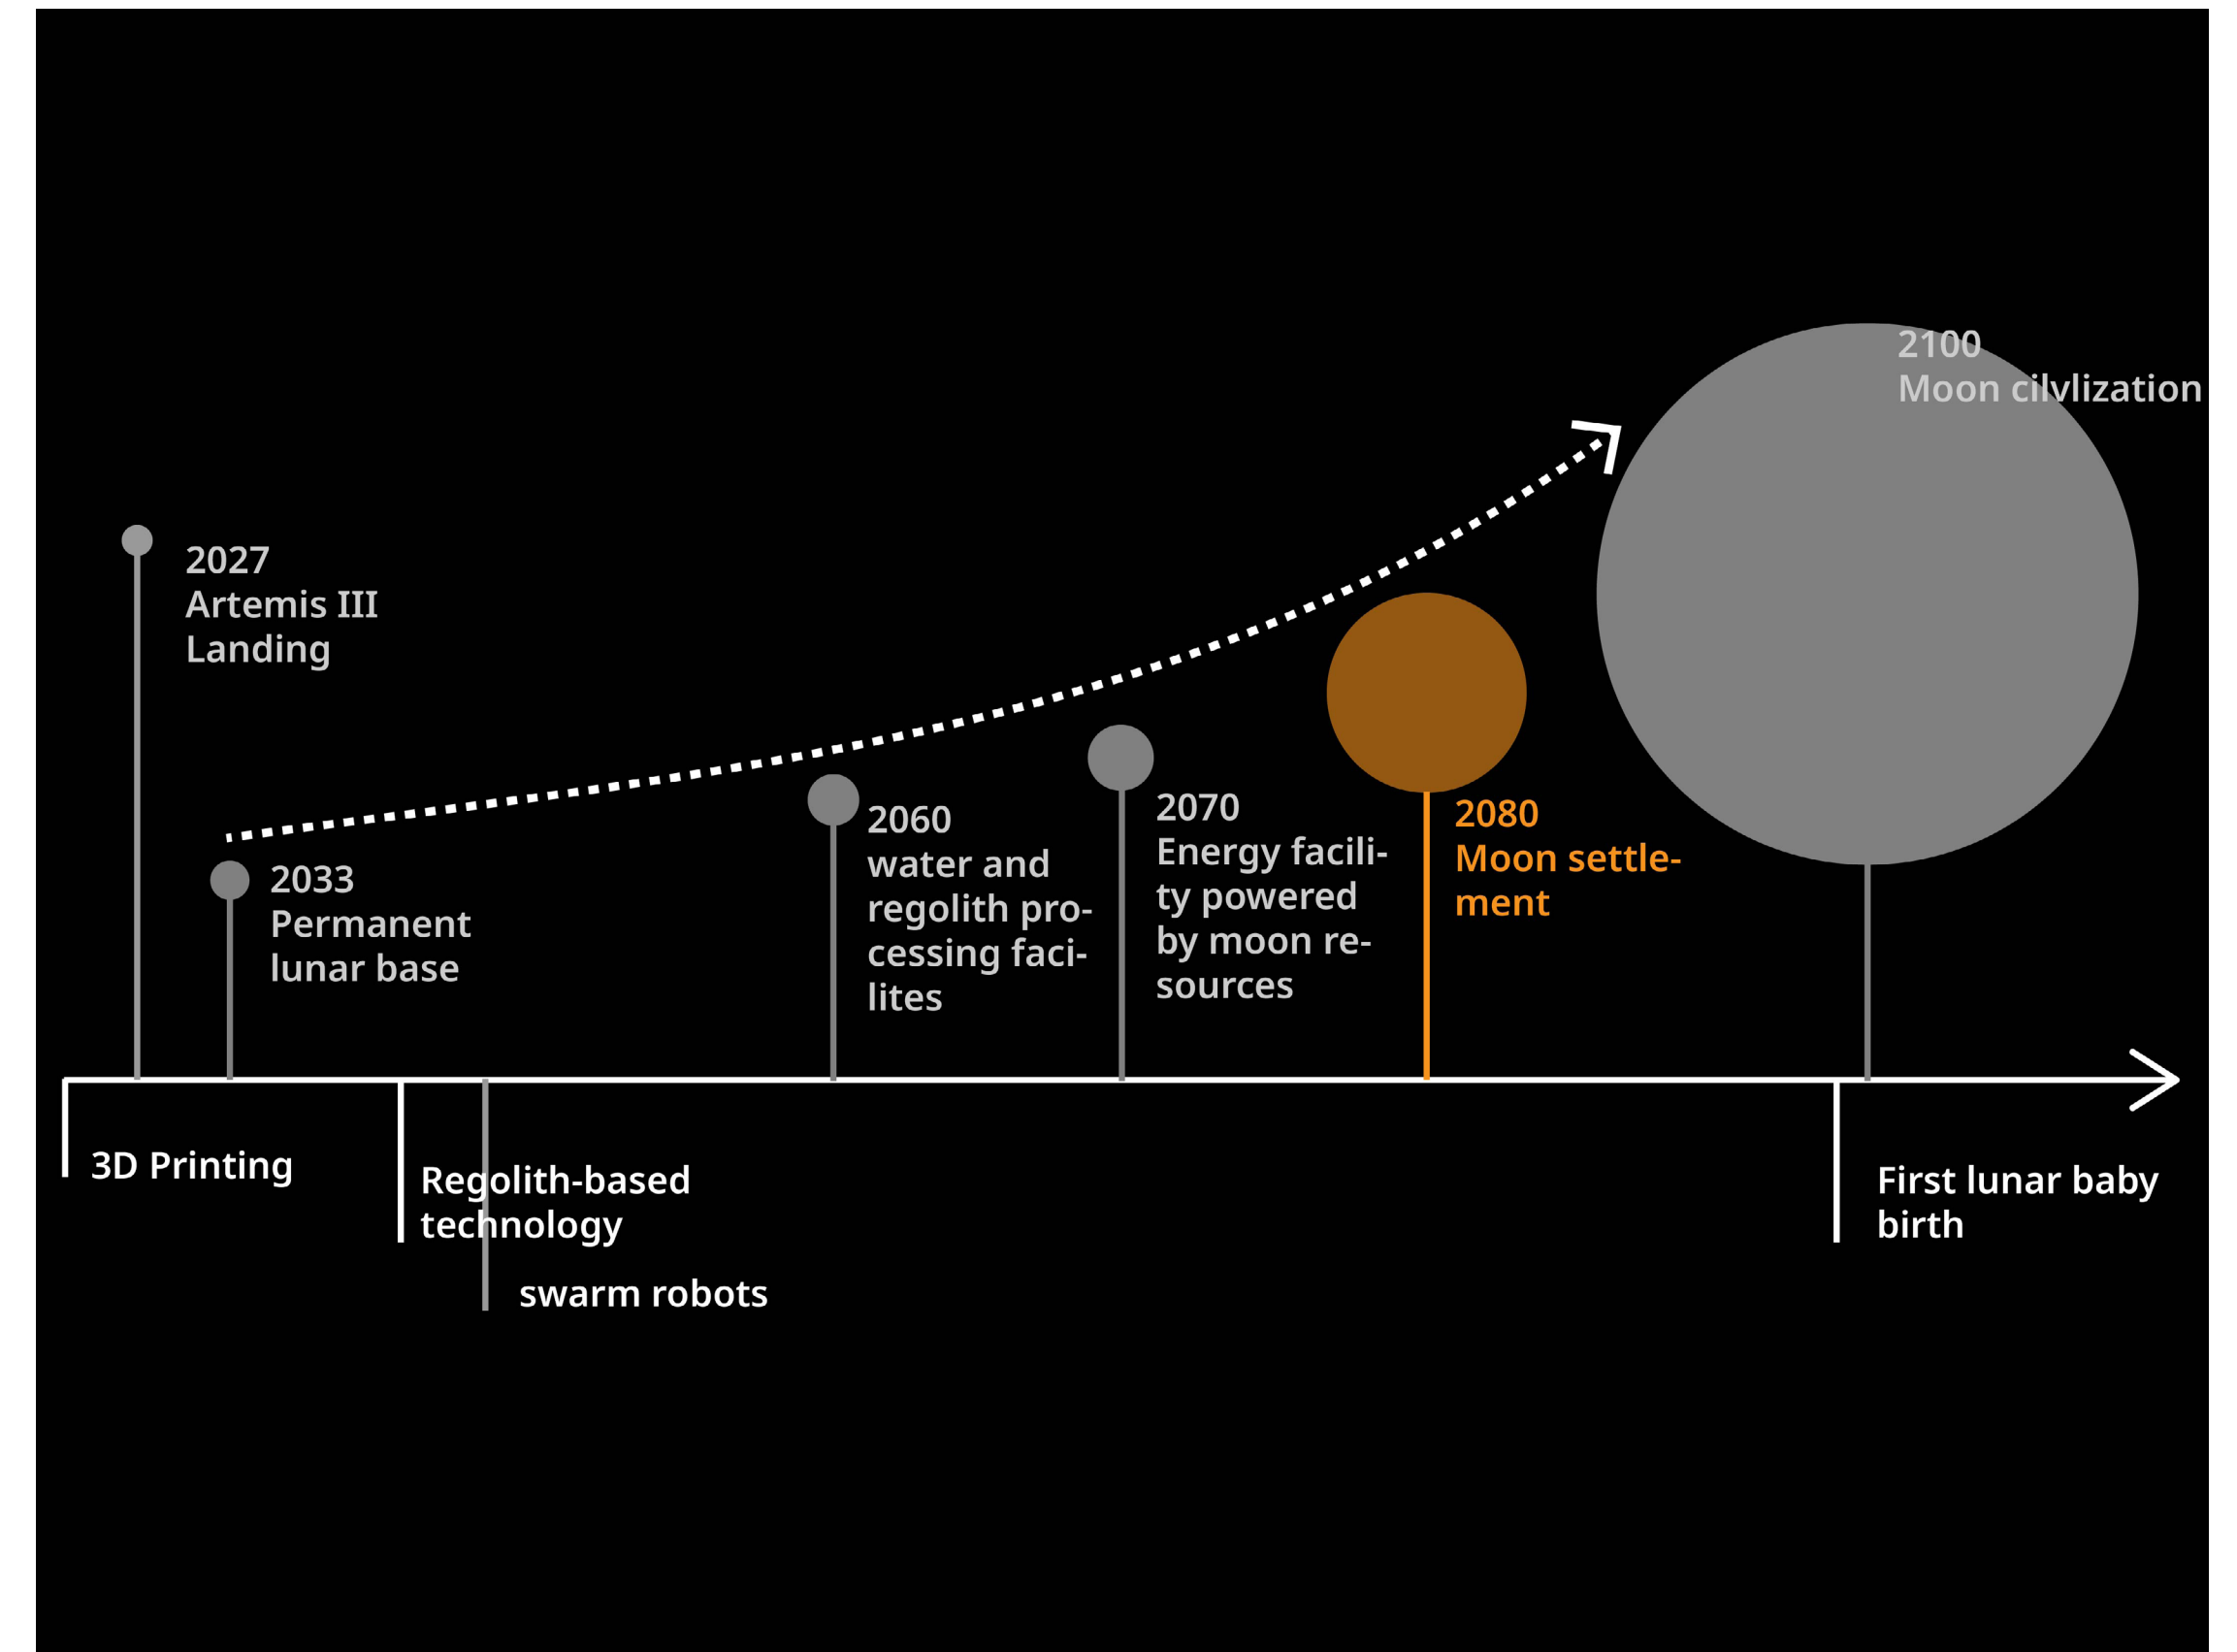 2100
Moon cilvlization
2027
Artemis III
Landing
2033
Permanent
lunar base
2060
water and
regolith pro-
cessing faci-
lites
2070
Energy facili-
ty powered
by moon re-
sources
2080
Moon settle-
ment
3D Printing
Regolith-based
technology
swarm robots
First lunar baby
birth